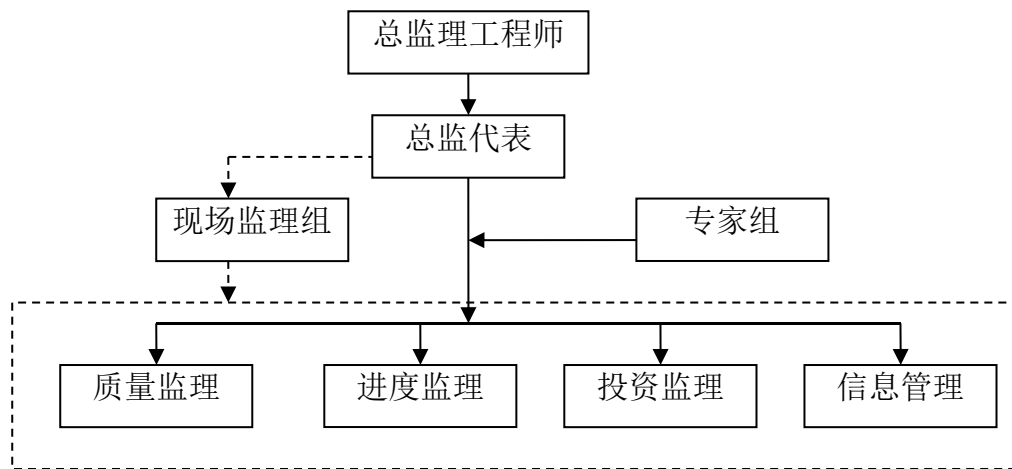 总监理工程师
总监代表
现场监理组
专家组
质量监理
进度监理
投资监理
信息管理